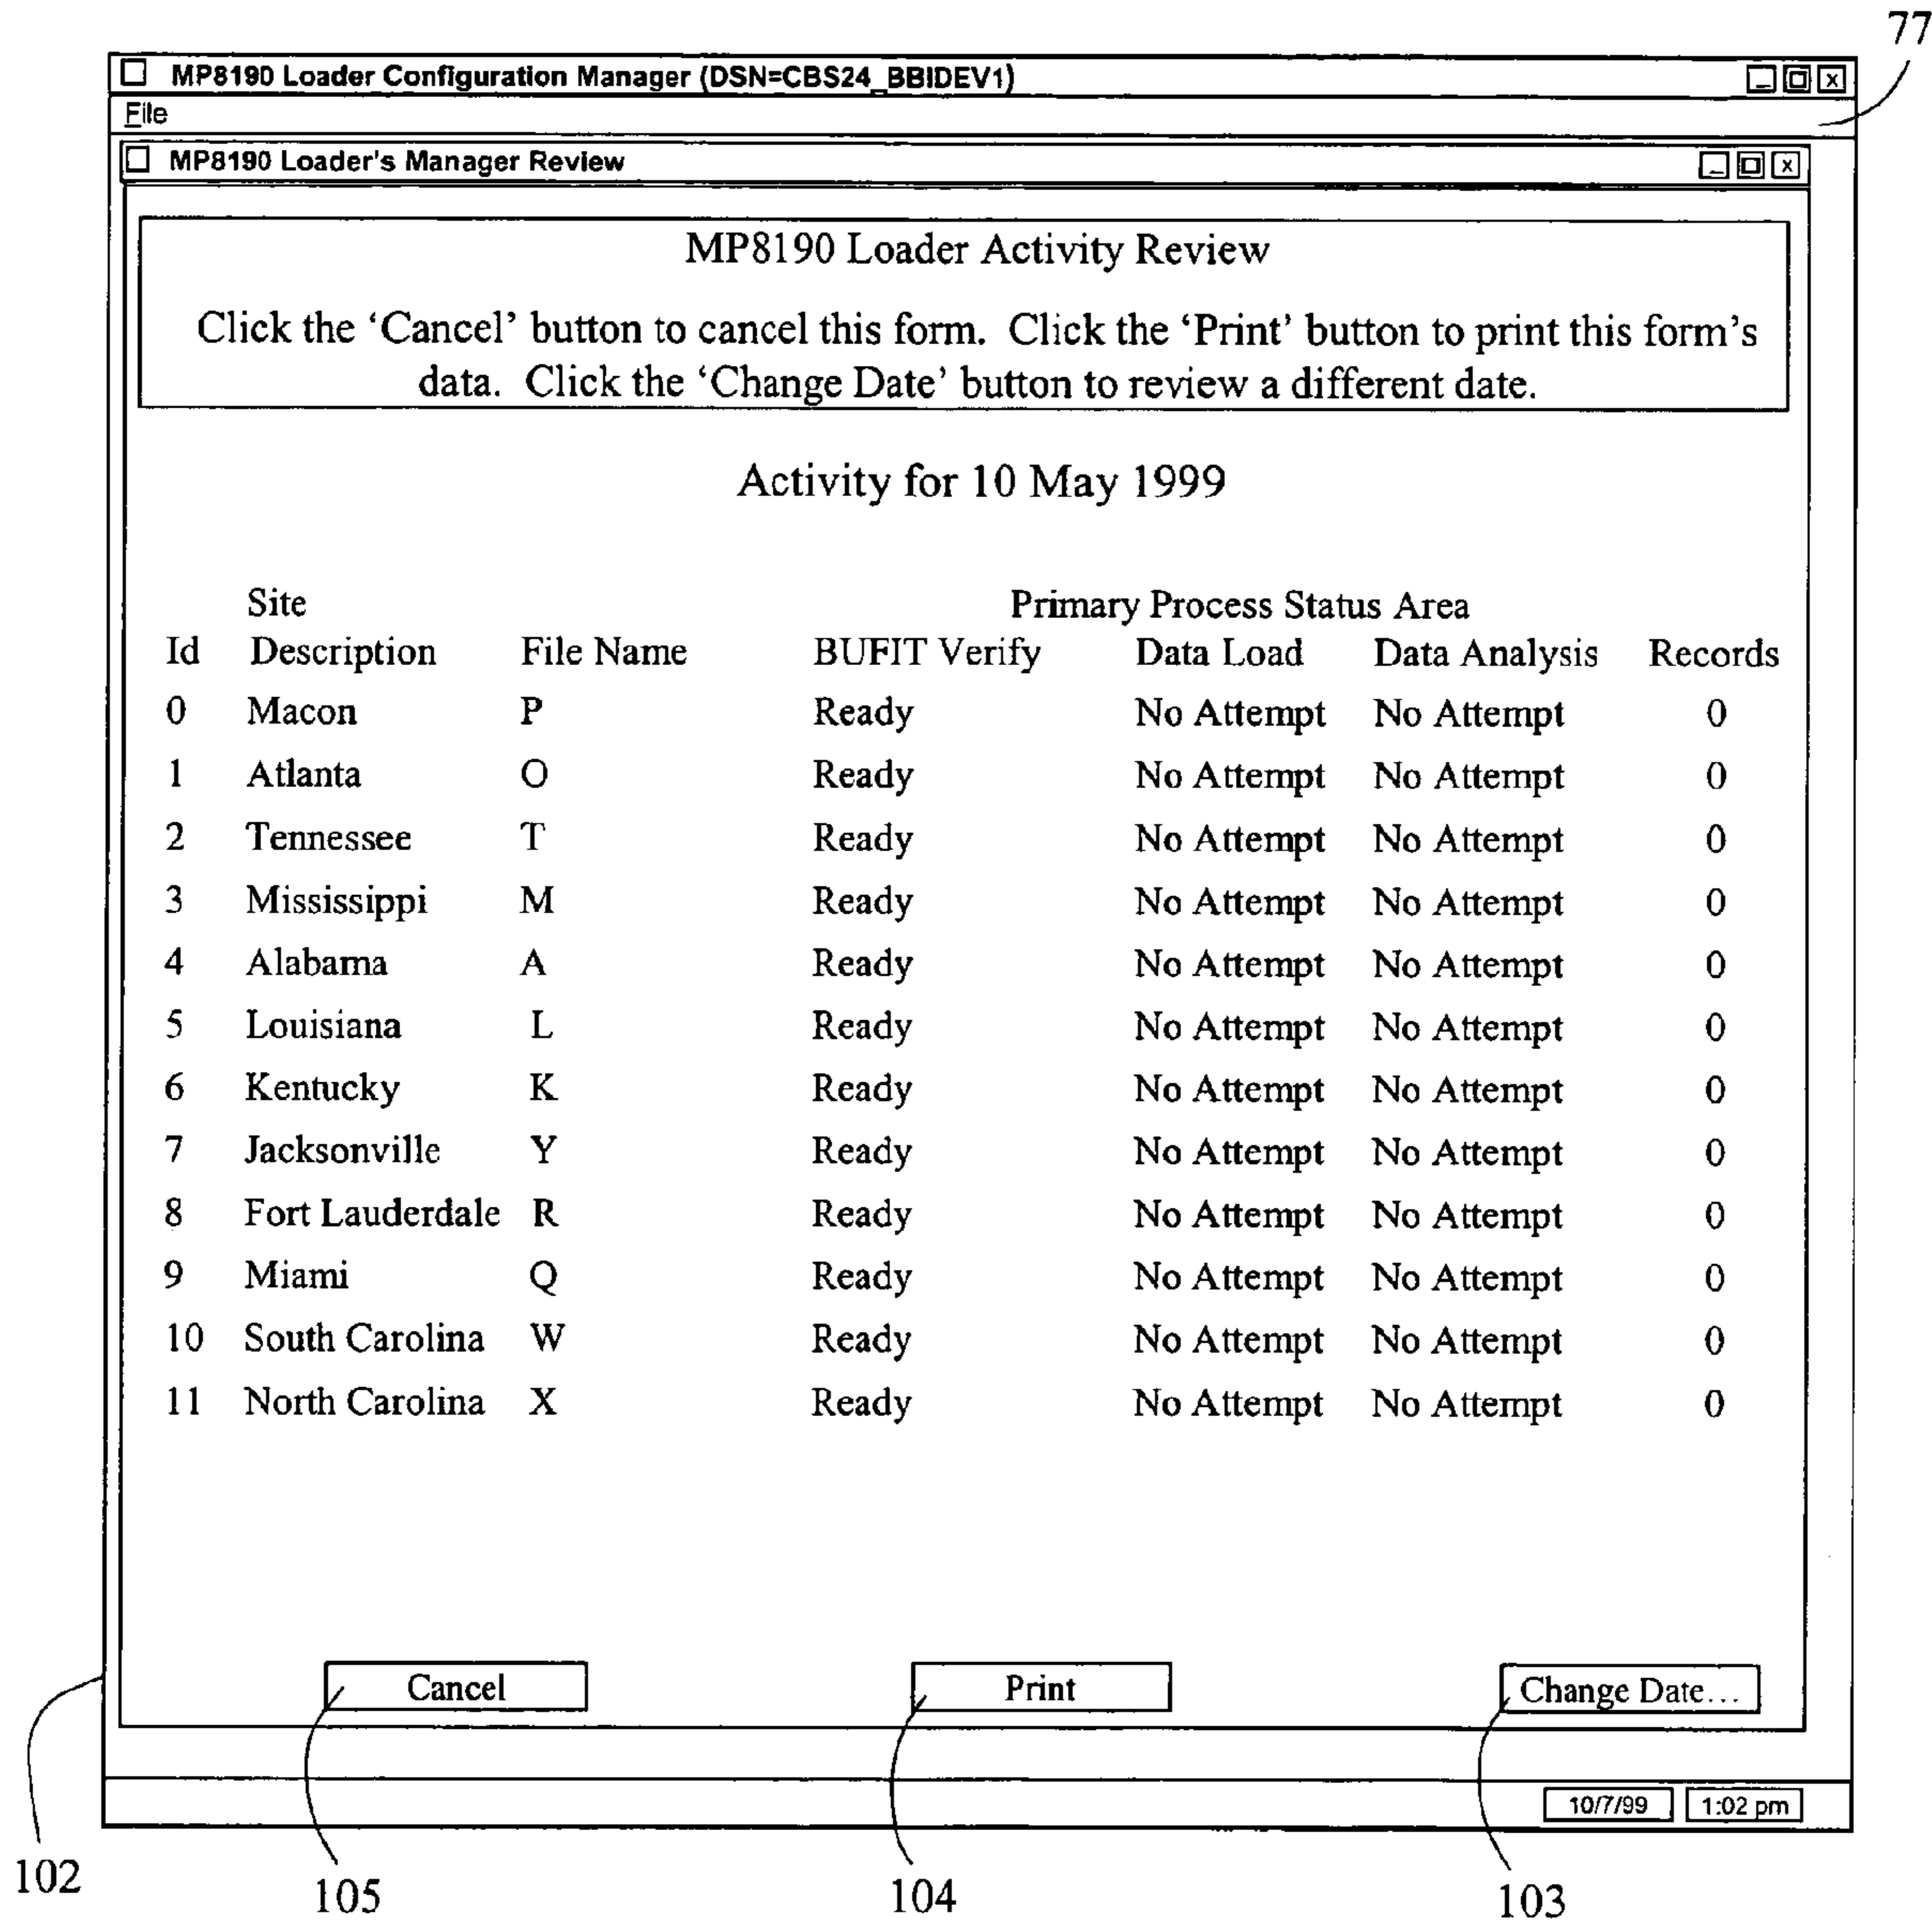 77
MP8190 Loader Configuration Manager (DSN=CBS24_BBIDEV1)
File
MP8190 Loader's Manager Review
MP8190 Loader Activity Review
Click the ‘Cancel’ button to cancel this form. Click the ‘Print’ button to print this form’s
data. Click the ‘Change Date’ button to review a different date.
Activity for 10 May 1999
Site Primary Process Status Area
Id Description File Name BUFIT Verify Data Load Data Analysis Records
0 Macon P Ready No Attempt No Attempt 0
1 Atlanta O Ready No Attempt No Attempt 0
2 Tennessee T Ready No Attempt No Attempt 0
3 Mississippi M Ready No Attempt No Attempt 0
4 Alabama A Ready No Attempt No Attempt 0
5 Louisiana L Ready No Attempt No Attempt 0
6 Kentucky K Ready No Attempt No Attempt 0
7 Jacksonville Y Ready No Attempt No Attempt 0
8 Fort Lauderdale R Ready No Attempt No Attempt 0
9 Miami Q Ready No Attempt No Attempt 0
10 South Carolina W Ready No Attempt No Attempt 0
11 North Carolina X Ready No Attempt No Attempt 0
Cancel Print Change Date...
10/7/99 1:02 pm
102 105 104 103